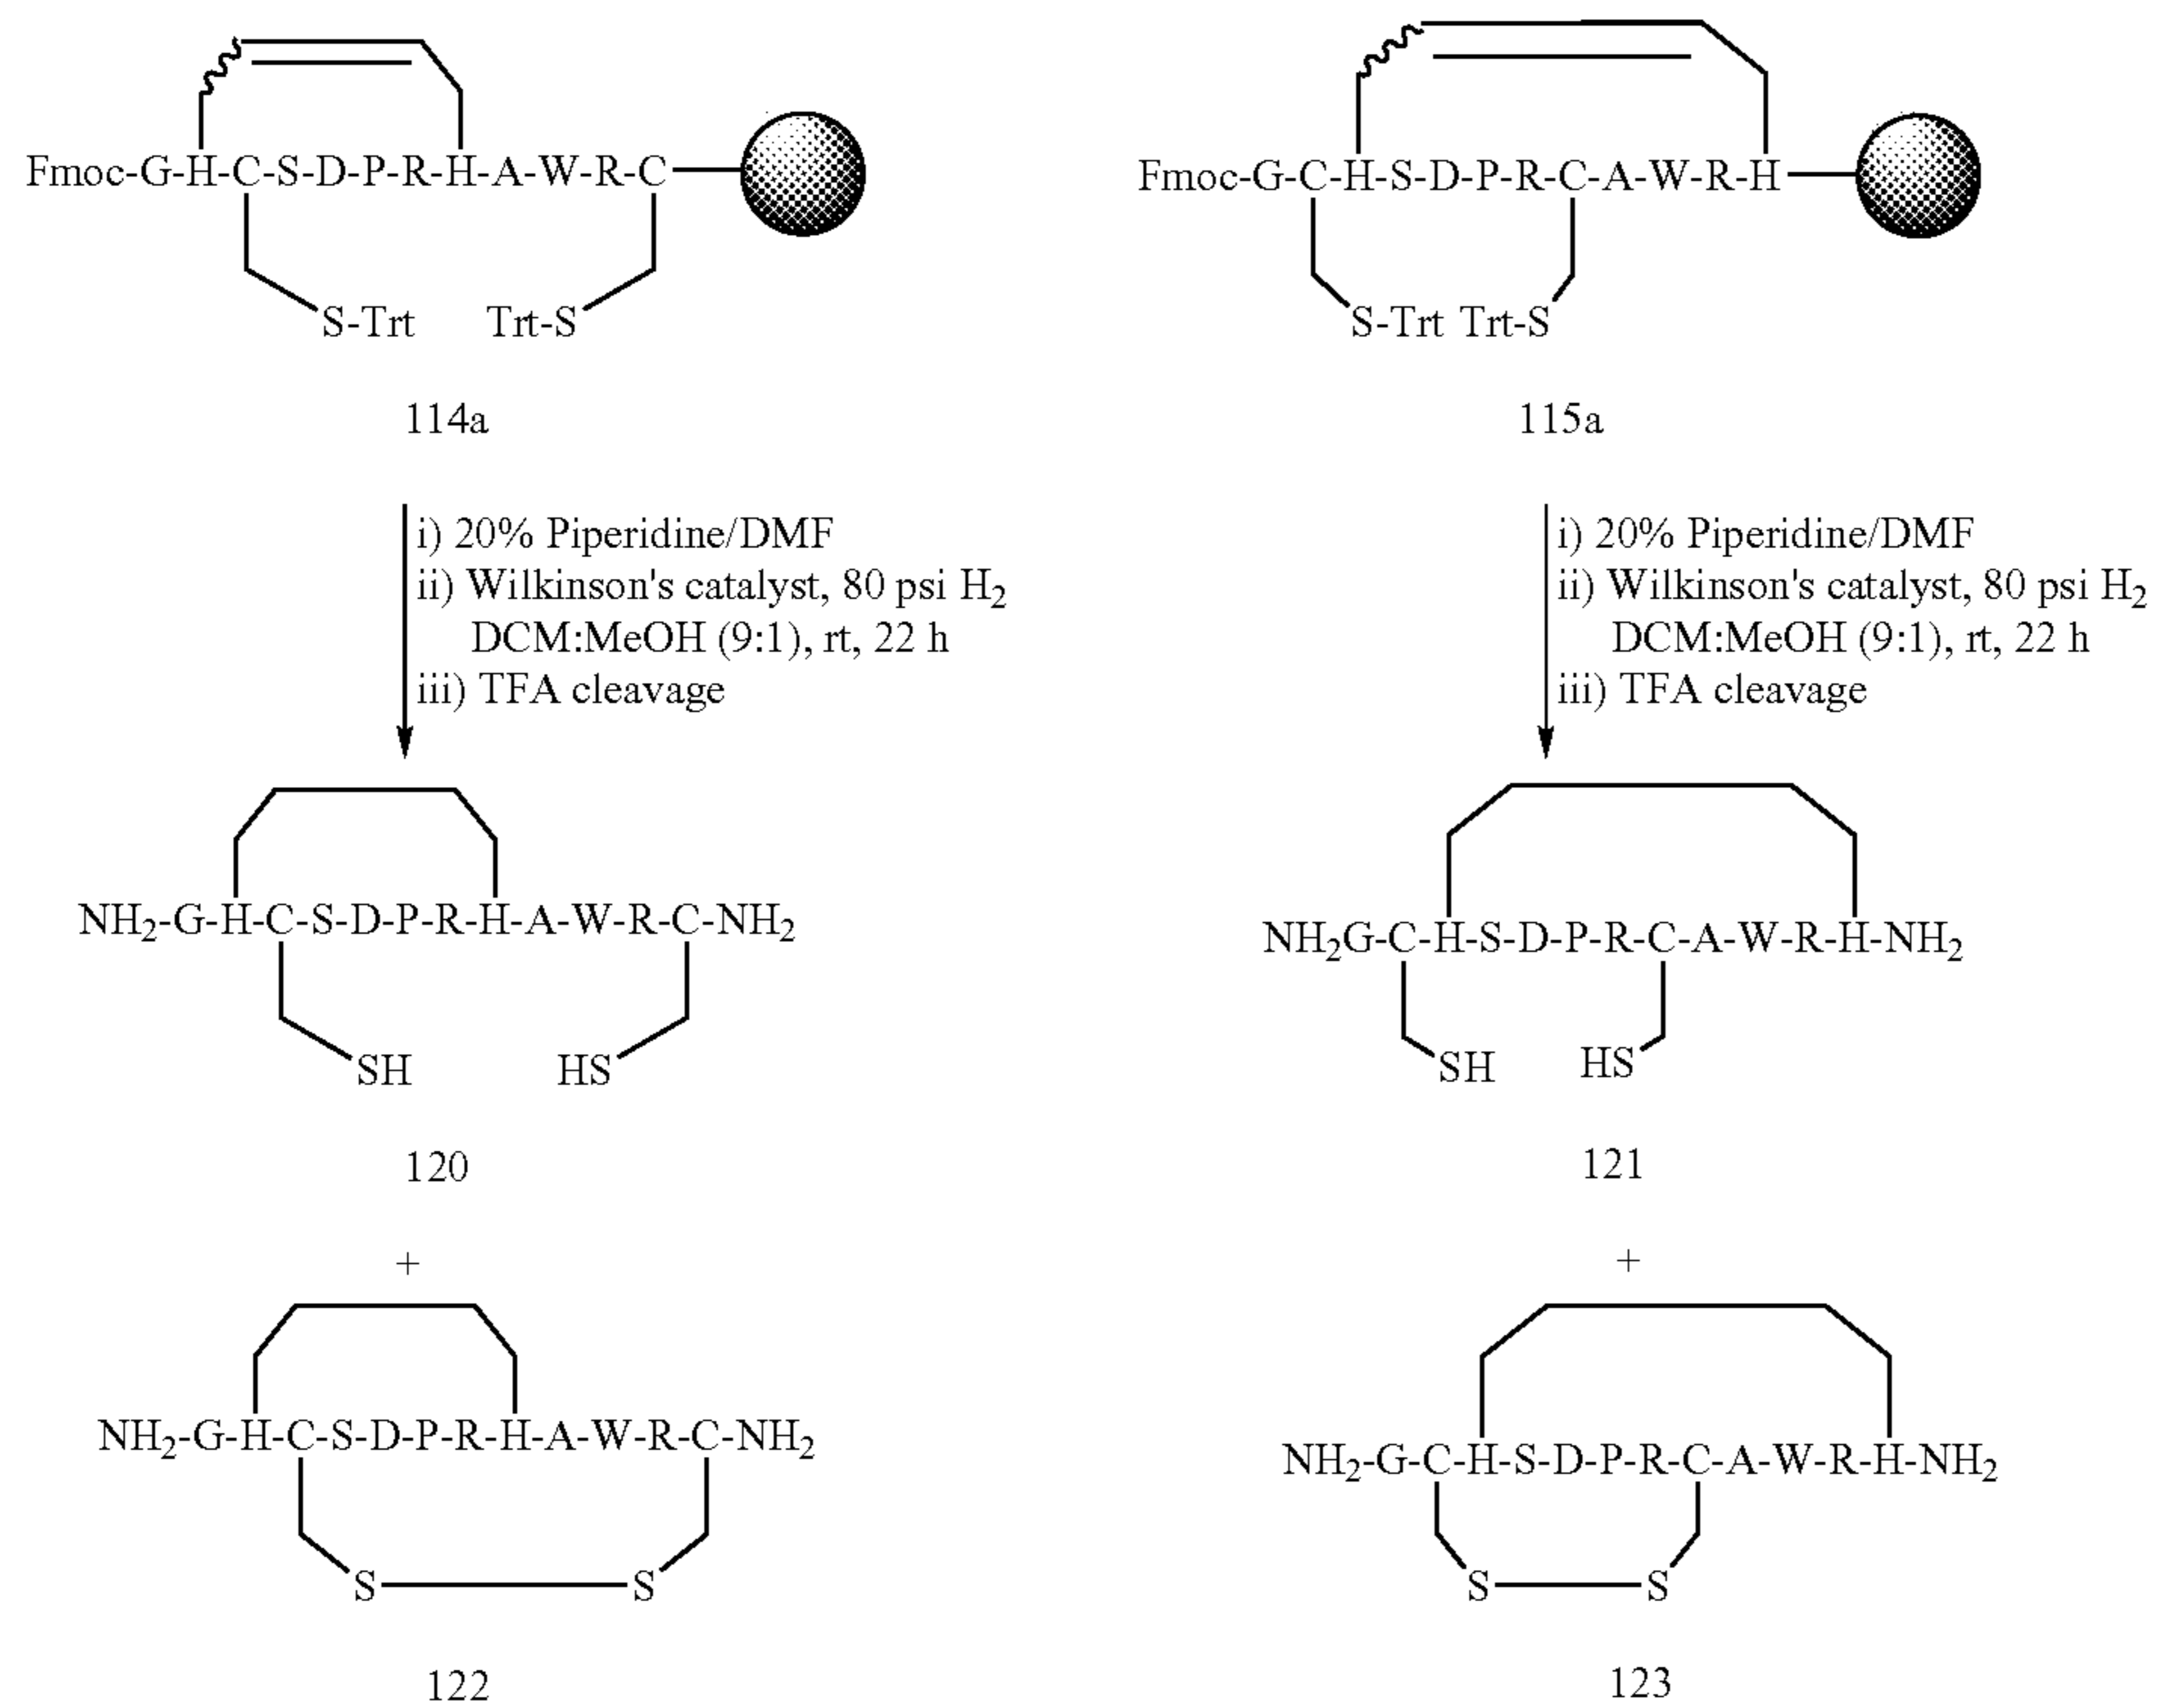 Fmoc-G-H-C-S-D-P-R-H-A-W-R-C
S-Trt Trt-S
114a
i) 20% Piperidine/DMF
ii) Wilkinson's catalyst, 80 psi H₂
DCM:MeOH (9:1), rt, 22 h
iii) TFA cleavage
NH₂-G-H-C-S-D-P-R-H-A-W-R-C-NH₂
SH HS
120
+
NH₂-G-H-C-S-D-P-R-H-A-W-R-C-NH₂
S S
122
Fmoc-G-C-H-S-D-P-R-C-A-W-R-H
S-Trt Trt-S
115a
i) 20% Piperidine/DMF
ii) Wilkinson's catalyst, 80 psi H₂
DCM:MeOH (9:1), rt, 22 h
iii) TFA cleavage
NH₂G-C-H-S-D-P-R-C-A-W-R-H-NH₂
SH HS
121
+
NH₂-G-C-H-S-D-P-R-C-A-W-R-H-NH₂
S S
123